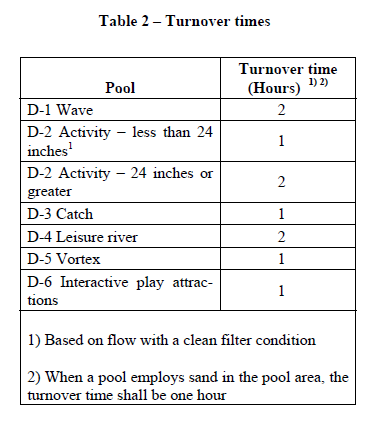 Table 2 – Turnover times
Pool
Turnover time
(Hours) 1) 2)
D-1 Wave
2
D-2 Activity – less than 24
inches1
1
D-2 Activity – 24 inches or
greater
2
D-3 Catch
1
D-4 Leisure river
2
D-5 Vortex
1
D-6 Interactive play attrac-
tions
1
1) Based on flow with a clean filter condition
2) When a pool employs sand in the pool area, the
turnover time shall be one hour